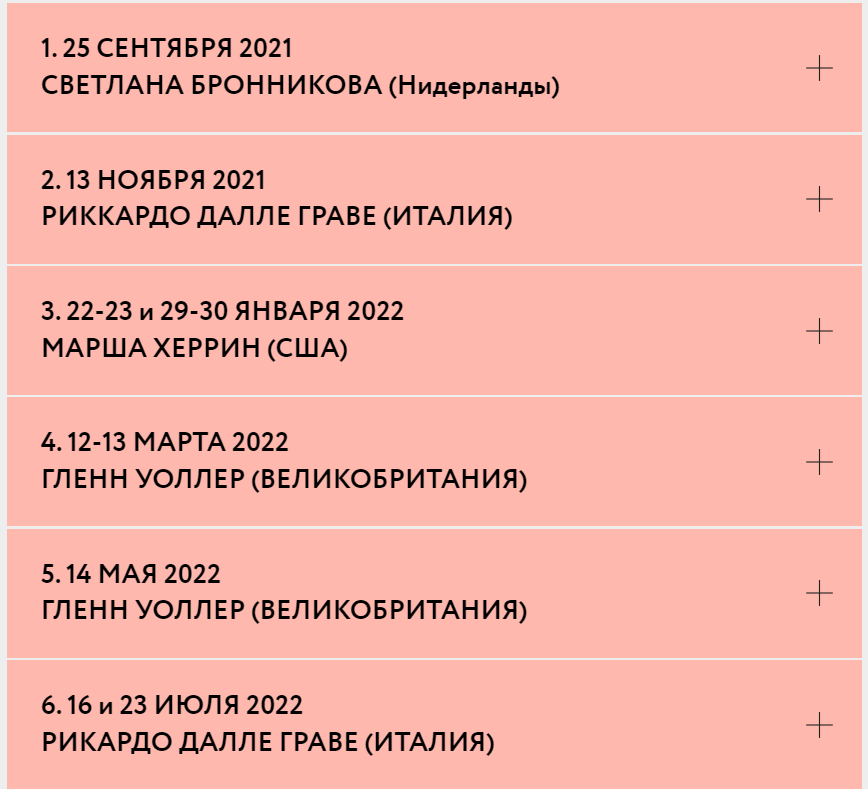 1. 25 СЕНТЯБРЯ 2021
СВЕТЛАНА БРОННИКОВА (Нидерланды)
2. 13 НОЯБРЯ 2021
РИККАРДО ДАЛЛЕ ГРАВЕ (ИТАЛИЯ)
3. 22-23 и 29-30 ЯНВАРЯ 2022
МАРША ХЕРРИН (США)
4. 12-13 МАРТА 2022
ГЛЕНН УОЛЛЕР (ВЕЛИКОБРИТАНИЯ)
5. 14 МАЯ 2022
ГЛЕНН УОЛЛЕР (ВЕЛИКОБРИТАНИЯ)
6. 16 и 23 ИЮЛЯ 2022
РИКАРДО ДАЛЛЕ ГРАВЕ (ИТАЛИЯ)